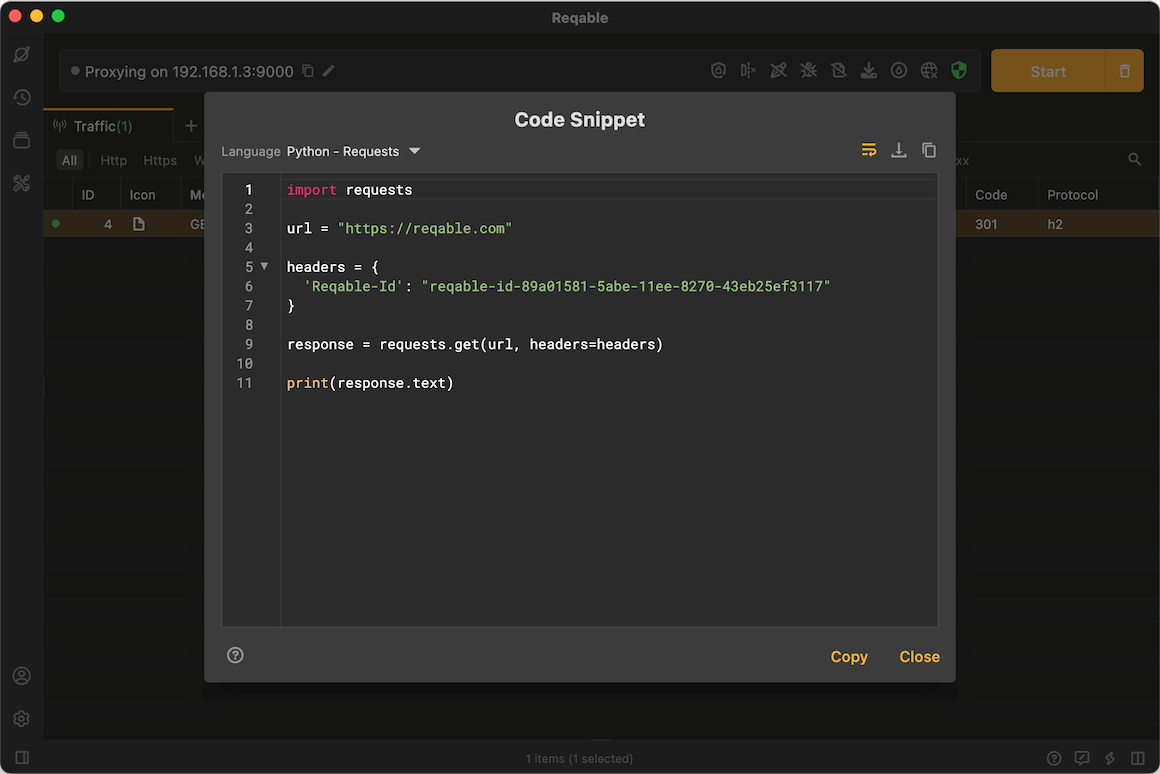 Reqable
Proxying on 192.168.1.3:9000
Start
Traffic(1)
All Http Https W
xx
ID Icon Me
Code Protocol
4 GE
301 h2
Code Snippet
Language Python - Requests
1 import requests
2
3 url = "https://reqable.com"
4
5 headers = {
6 'Reqable-Id': "reqable-id-89a01581-5abe-11ee-8270-43eb25ef3117"
7 }
8
9 response = requests.get(url, headers=headers)
10
11 print(response.text)
Copy Close
1 items (1 selected)